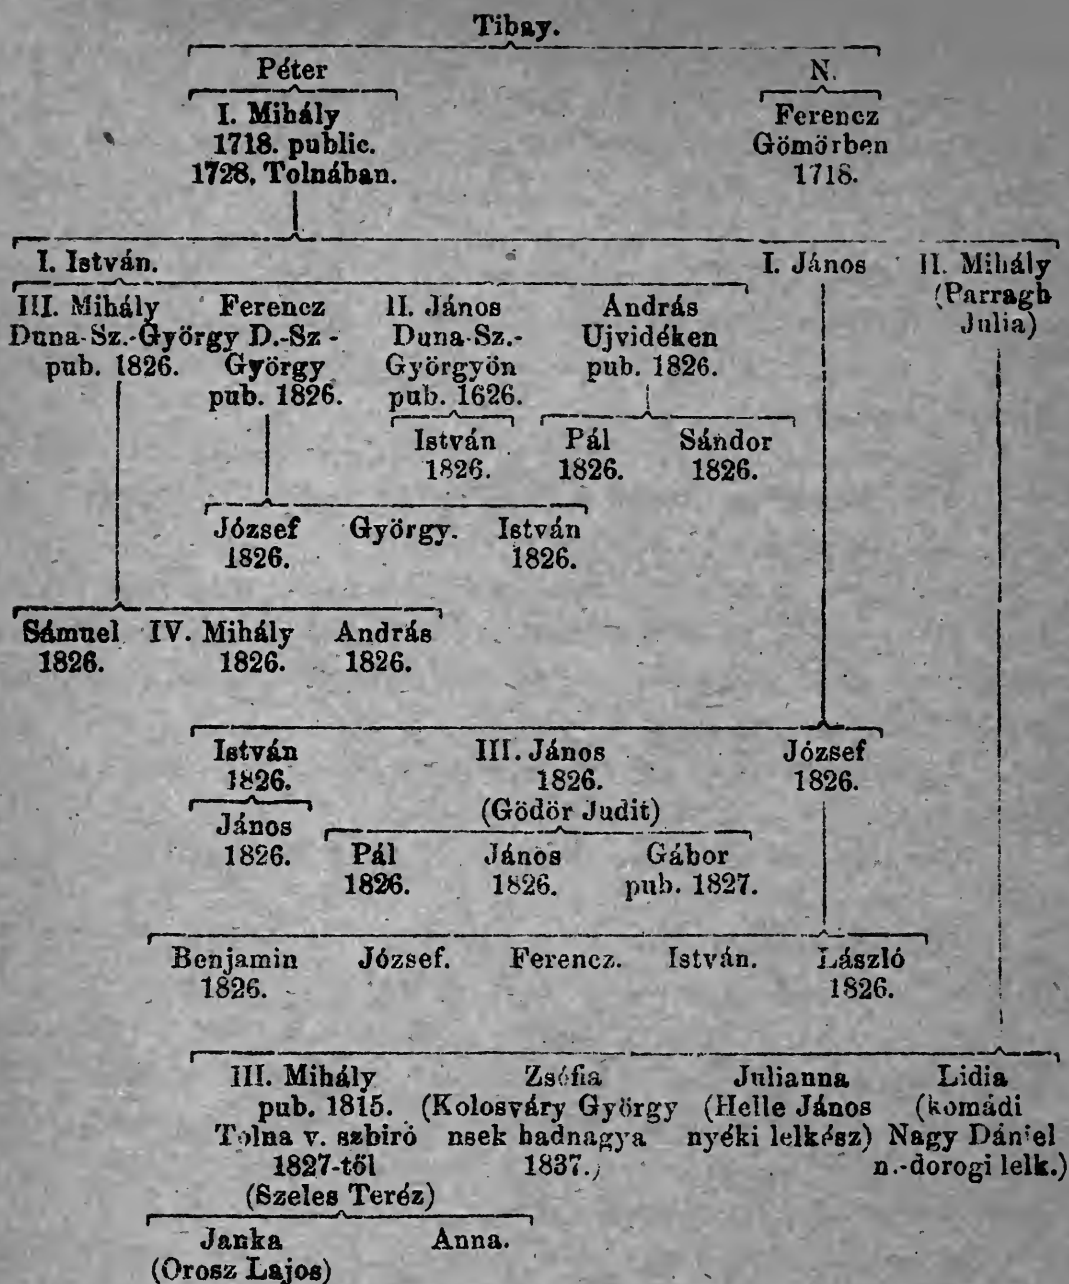 Tibay.
Péter N.
I. Mihály Ferencz
1718. public. Gömörben
1728. Tolnában. 1718.
I. István. I. János II. Mihály
III. Mihály Ferencz II. János András (Parragh
Duna-Sz.-György D.-Sz - Duna-Sz.- Ujvidéken Julia)
pub. 1826. György Györgyön pub. 1826.
pub. 1826. pub. 1626.
István Pál Sándor
1826. 1826. 1826.
József György. István
1826. 1826.
Sámuel IV. Mihály András
1826. 1826. 1826.
István III. János József
1826. 1826. 1826.
János (Gödör Judit)
1826. Pál János Gábor
1826. 1826. pub. 1827.
Benjamin József. Ferencz. István. László
1826. 1826.
III. Mihály Zsófia Julianna Lidia
pub. 1815. (Kolosváry György (Helle János (komádi
Tolna v. szbiró nsek hadnagya nyéki lelkész) Nagy Dániel
1827-től 1837.) n.-dorogi lelk.)
(Szeles Teréz)
Janka Anna.
(Orosz Lajos)